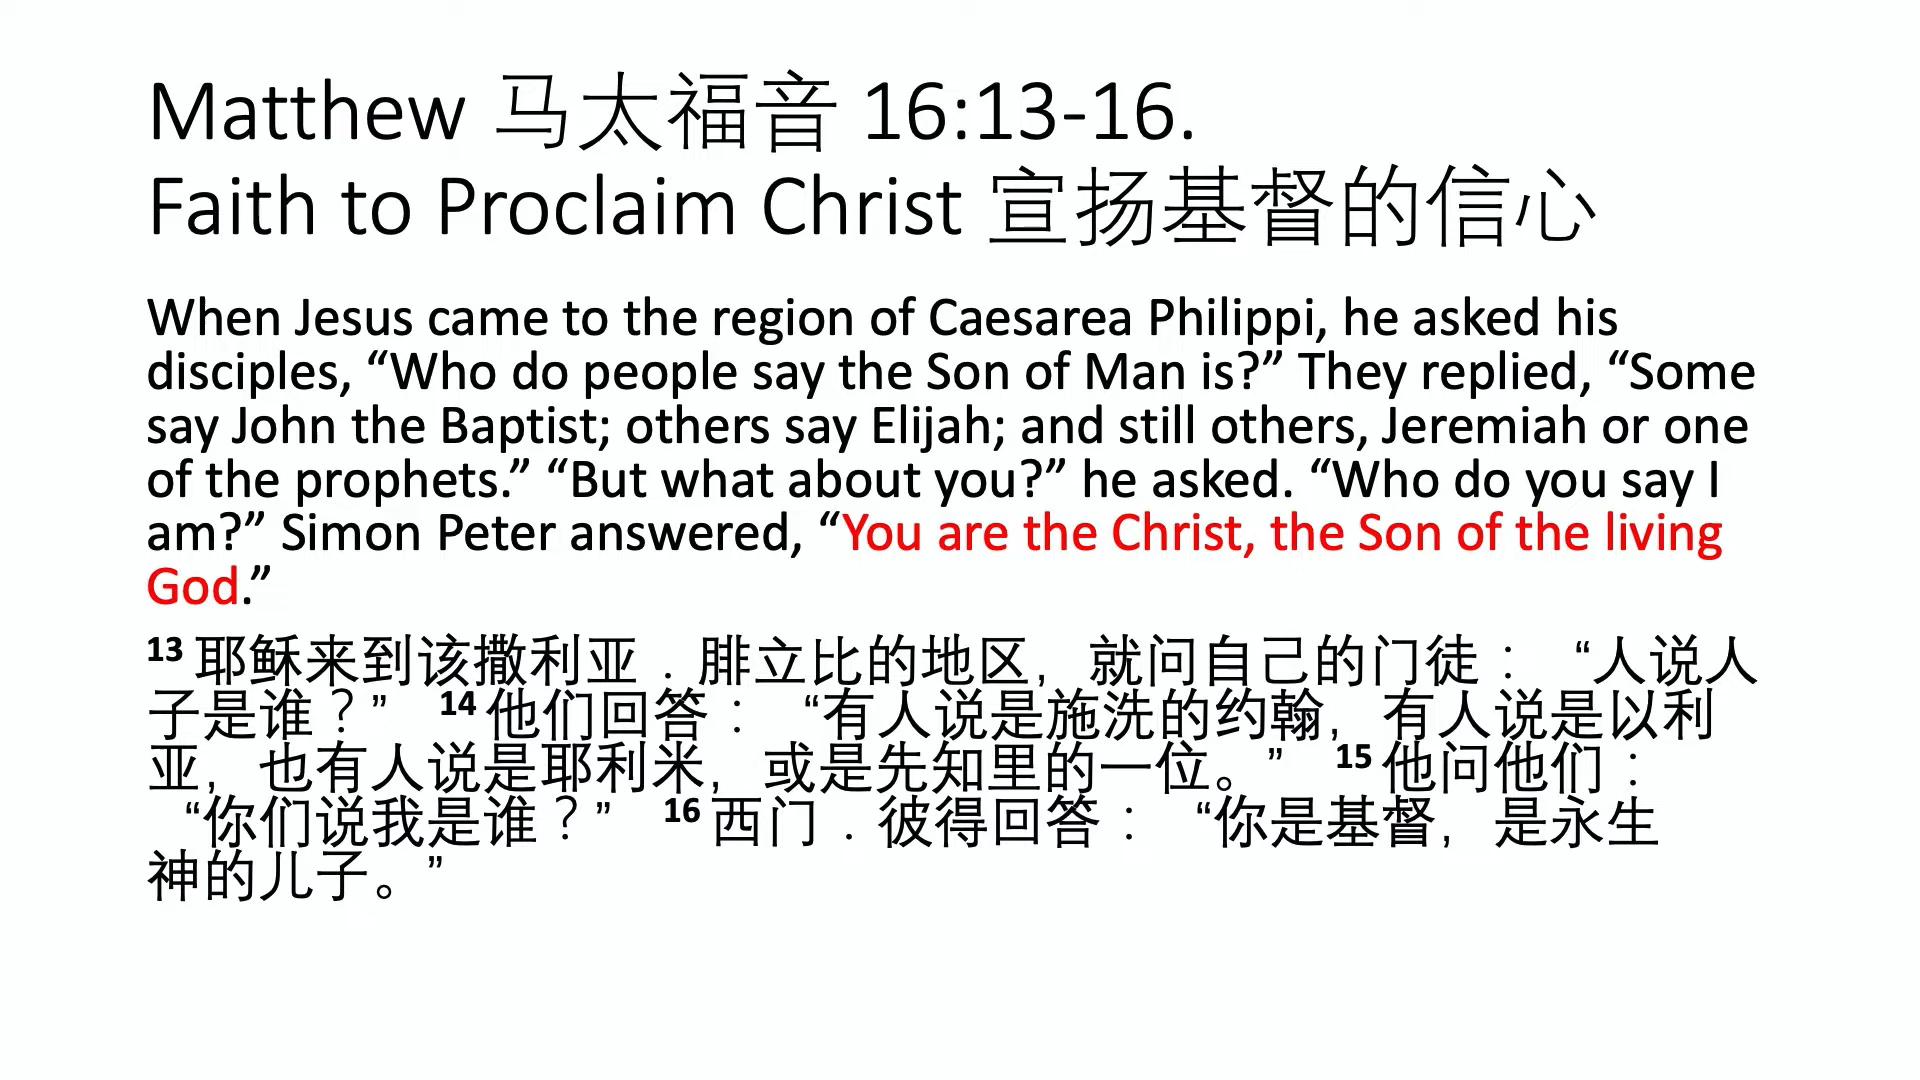 Matthew 马太福音 16:13-16.
Faith to Proclaim Christ 宣扬基督的信心
When Jesus came to the region of Caesarea Philippi, he asked his
disciples, “Who do people say the Son of Man is?” They replied, “Some
say John the Baptist; others say Elijah; and still others, Jeremiah or one
of the prophets.” “But what about you?” he asked. “Who do you say I
am?” Simon Peter answered, “You are the Christ, the Son of the living
God.”
13 耶稣来到该撒利亚．腓立比的地区，就问自己的门徒： “人说人
子是谁？” 14 他们回答： “有人说是施洗的约翰，有人说是以利
亚，也有人说是耶利米，或是先知里的一位。” 15 他问他们：
“你们说我是谁？” 16 西门．彼得回答： “你是基督，是永生
神的儿子。”